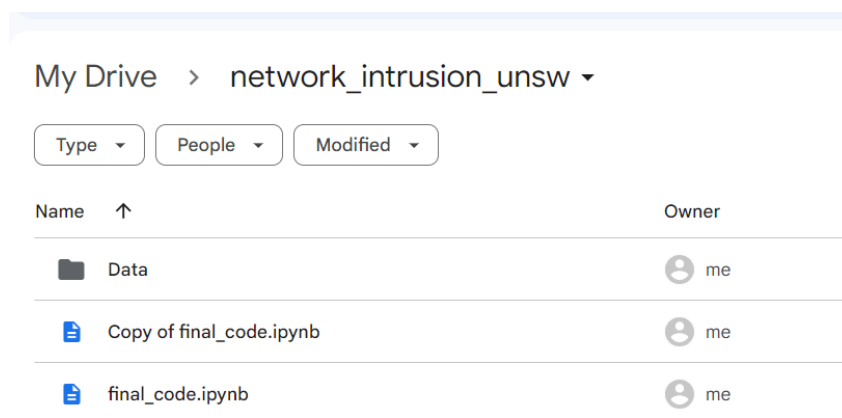 My Drive > network_intrusion_unsw
Type People Modified
Name Owner
Data me
Copy of final_code.ipynb me
final_code.ipynb me